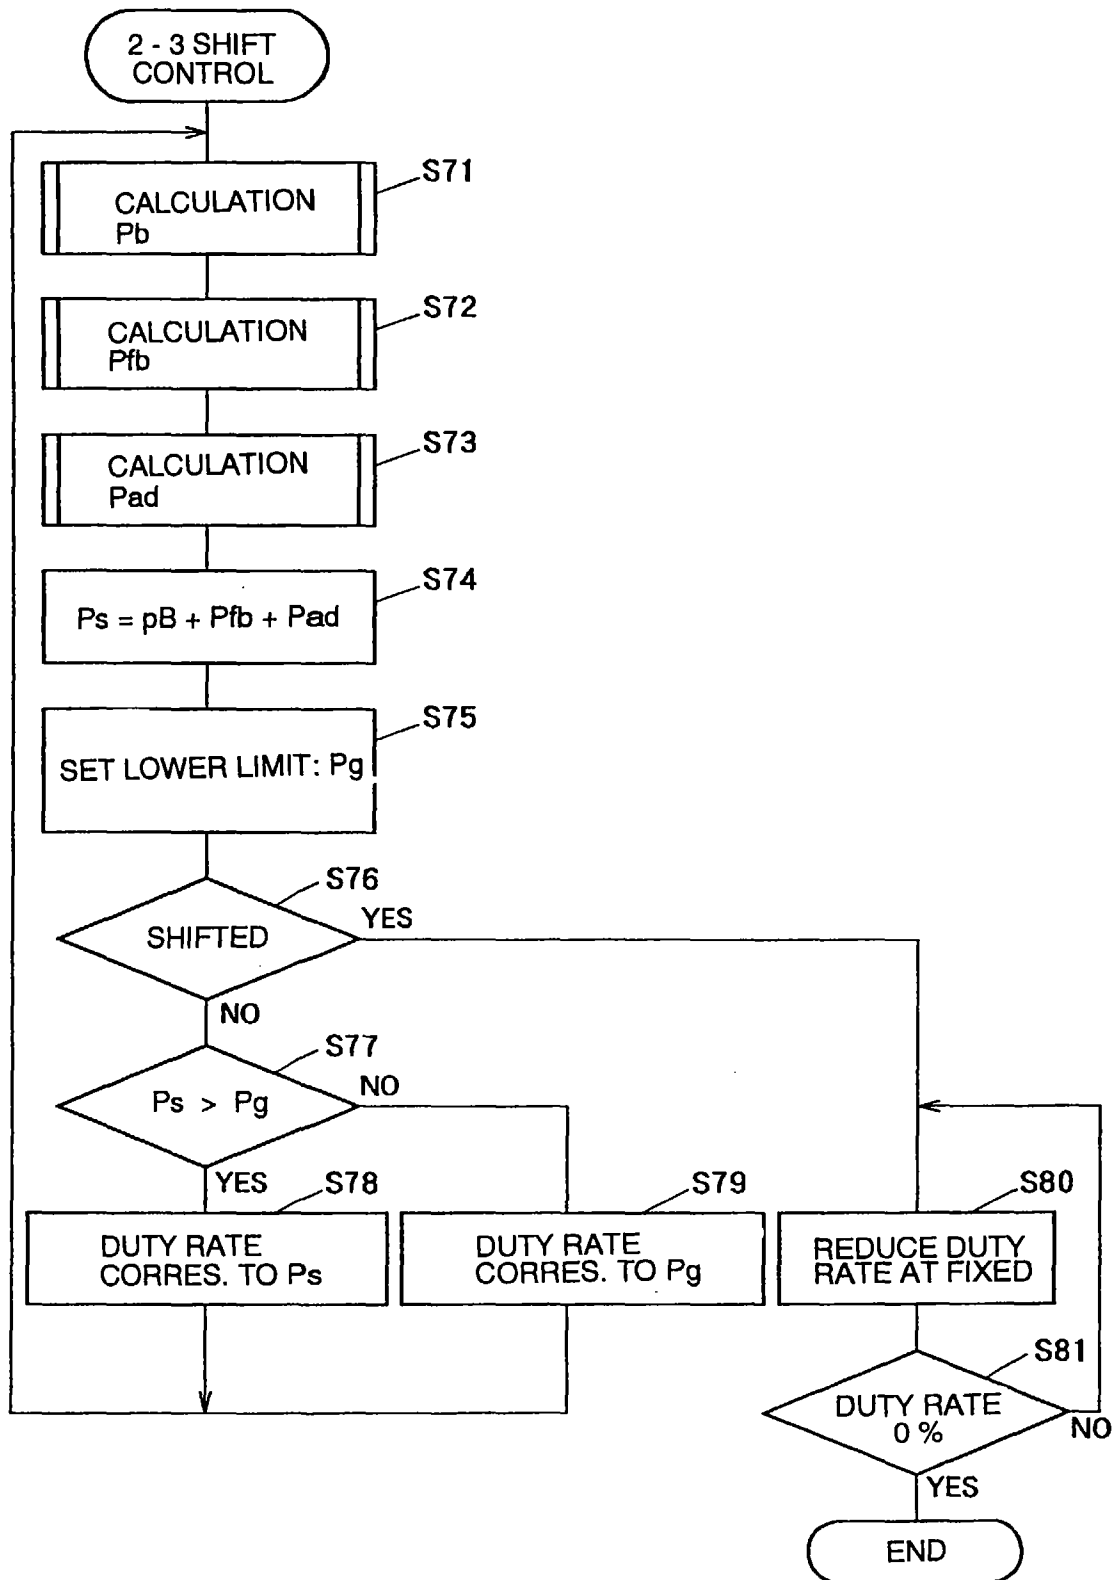 2 - 3 SHIFT
CONTROL
S71
CALCULATION
Pb
S72
CALCULATION
Pfb
S73
CALCULATION
Pad
S74
Ps = pB + Pfb + Pad
S75
SET LOWER LIMIT: Pg
S76
SHIFTED
YES
NO
S77
Ps > Pg
NO
YES
S78
DUTY RATE
CORRES. TO Ps
S79
DUTY RATE
CORRES. TO Pg
S80
REDUCE DUTY
RATE AT FIXED
S81
DUTY RATE
0 %
NO
YES
END